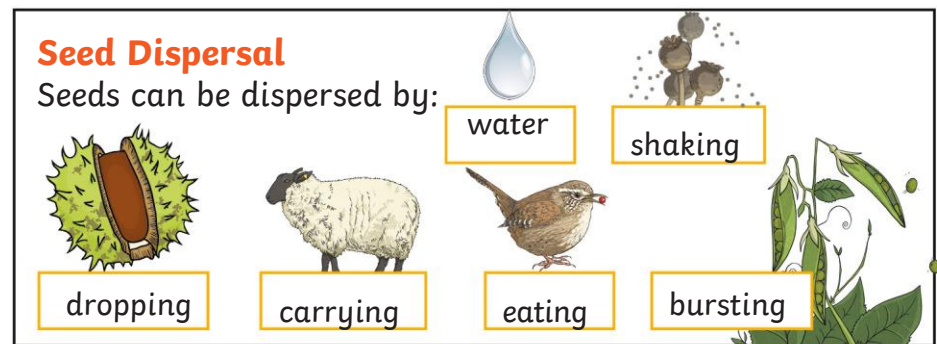 Seed Dispersal
Seeds can be dispersed by:
water
shaking
dropping
carrying
eating
bursting